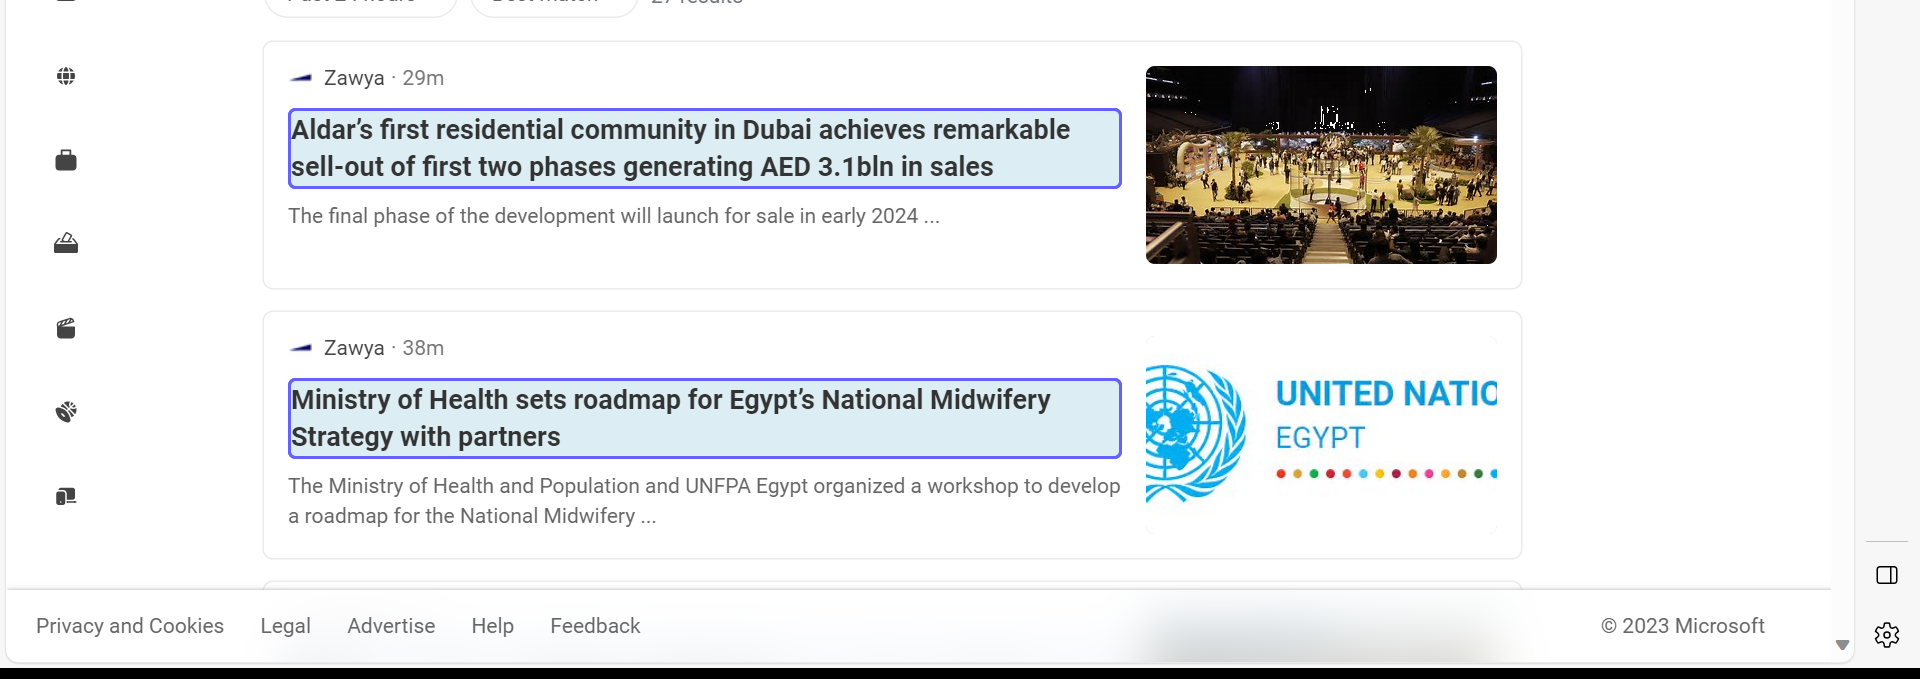 27 results
Zawya · 29m
Aldar’s first residential community in Dubai achieves remarkable
sell-out of first two phases generating AED 3.1bln in sales
The final phase of the development will launch for sale in early 2024 ...
Zawya · 38m
Ministry of Health sets roadmap for Egypt’s National Midwifery
Strategy with partners
The Ministry of Health and Population and UNFPA Egypt organized a workshop to develop
a roadmap for the National Midwifery ...
UNITED NATIO
EGYPT
Privacy and Cookies Legal Advertise Help Feedback © 2023 Microsoft